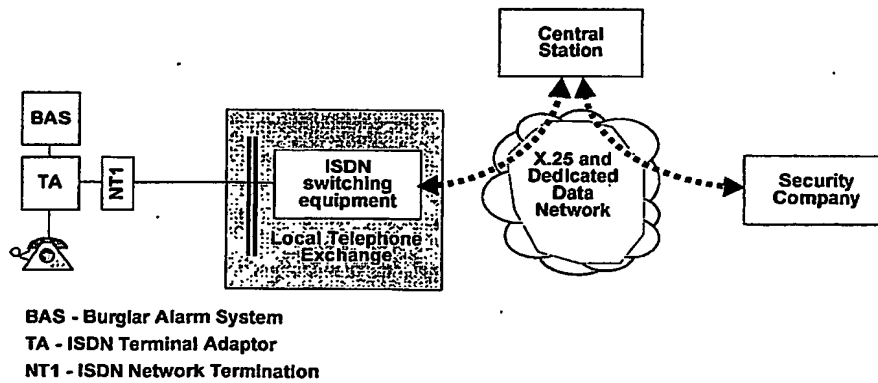 Central
Station
BAS
TA
NT1
ISDN
switching
equipment
Local Telephone
Exchange
X.25 and
Dedicated
Data
Network
Security
Company
BAS - Burglar Alarm System
TA - ISDN Terminal Adaptor
NT1 - ISDN Network Termination